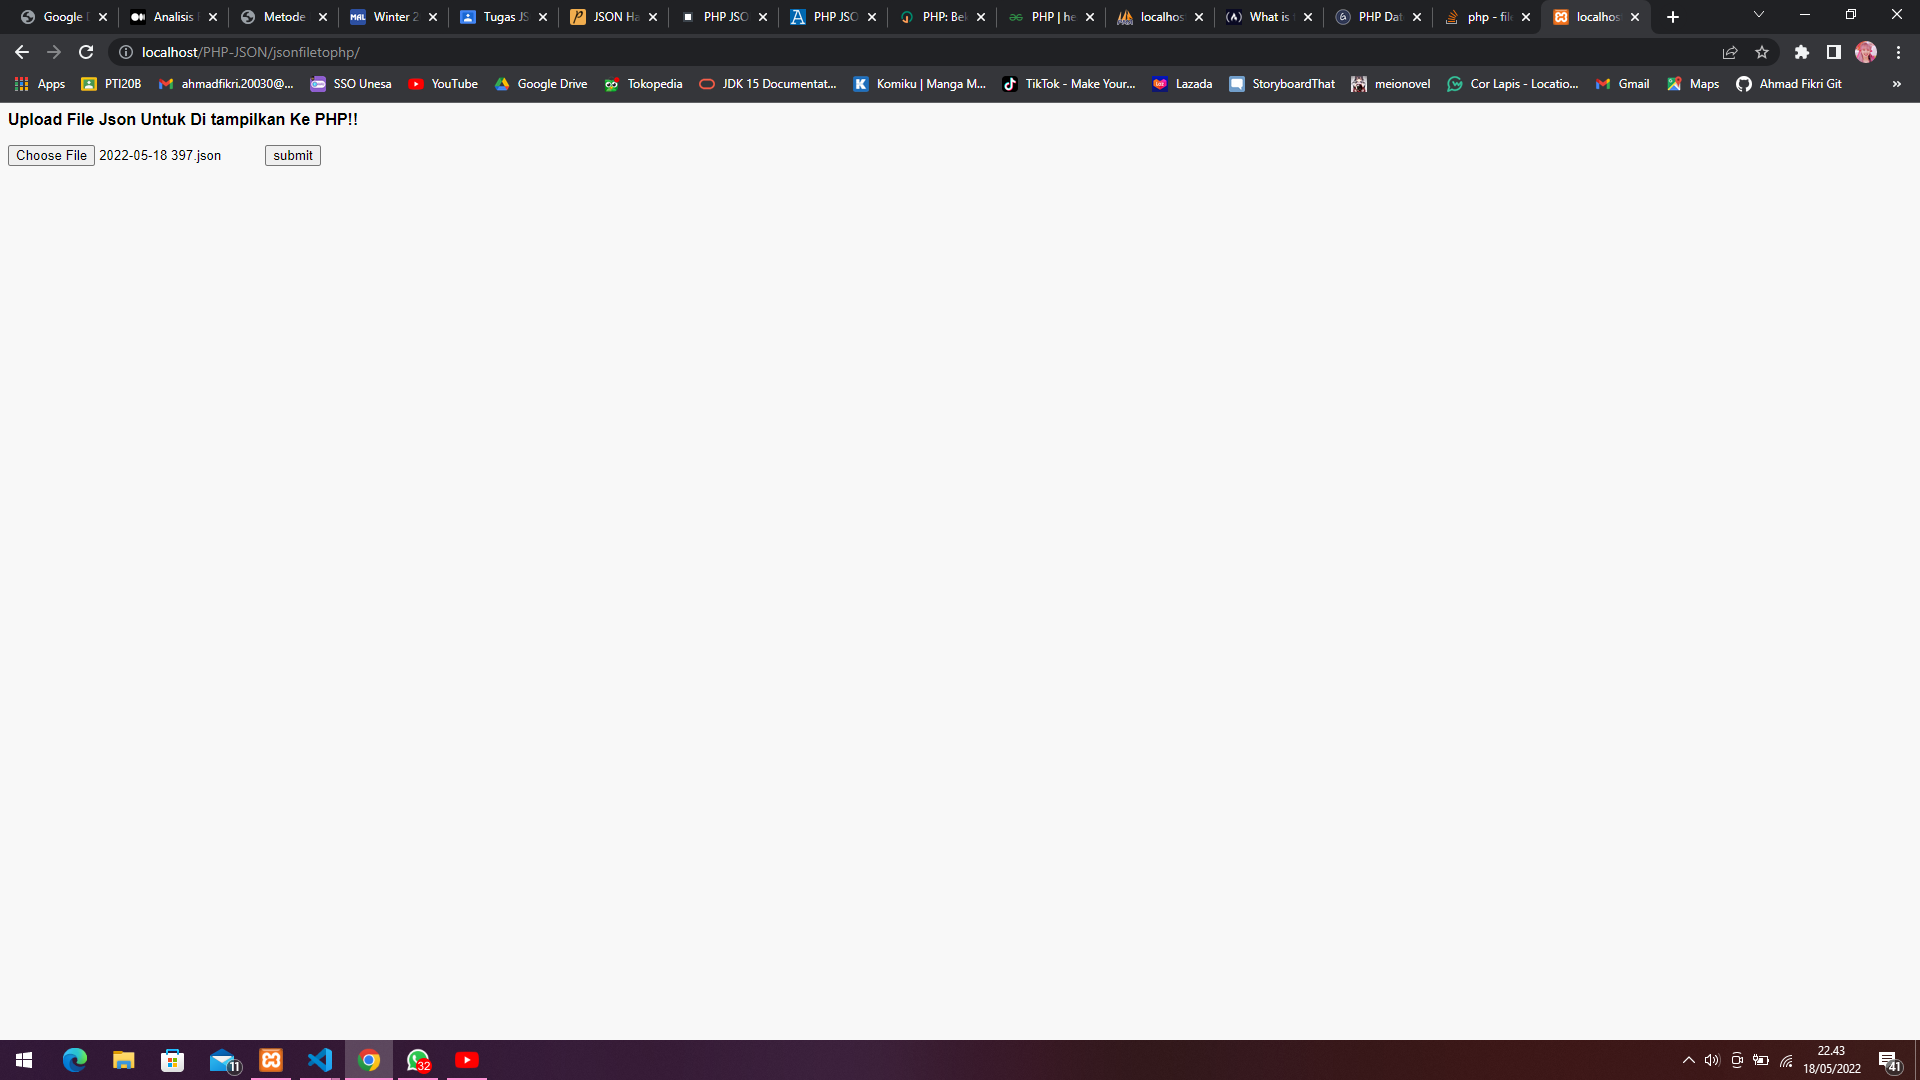 Google D
Analisis
Metode
MAL Winter 2
Tugas JS
JSON Ha
PHP JSO
PHP JSO
PHP: Bel
PHP | he
localhos
What is
PHP Dat
php - file
localhos
localhost/PHP-JSON/jsonfiletophp/
Apps
PTI20B
ahmadfikri.20030@...
SSO Unesa
YouTube
Google Drive
Tokopedia
JDK 15 Documentat...
Komiku | Manga M...
TikTok - Make Your...
Lazada
StoryboardThat
meionovel
Cor Lapis - Locatio...
Gmail
Maps
Ahmad Fikri Git
»
Upload File Json Untuk Di tampilkan Ke PHP!!
Choose File 2022-05-18 397.json submit
11
32
22.43
18/05/2022
41